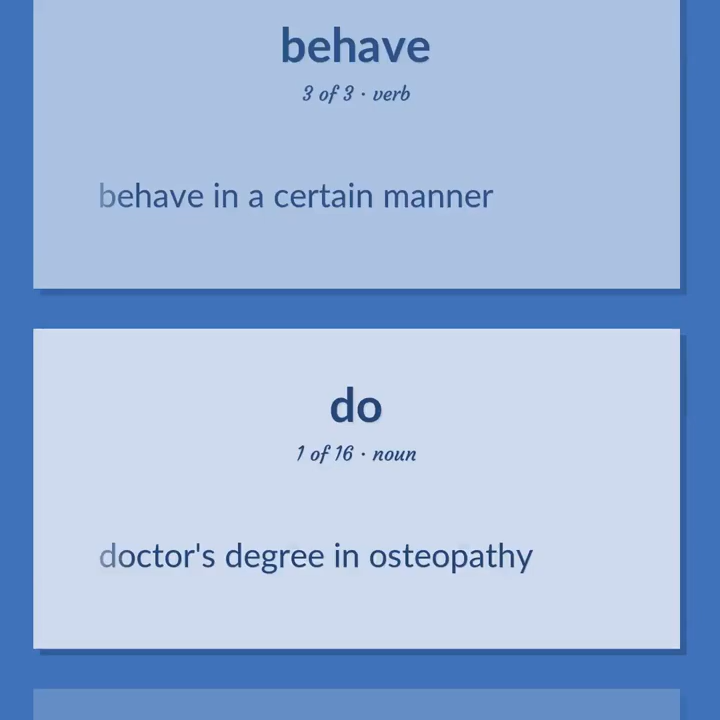 behave
3 of 3 · verb
behave in a certain manner
do
1 of 16 · noun
doctor's degree in osteopathy